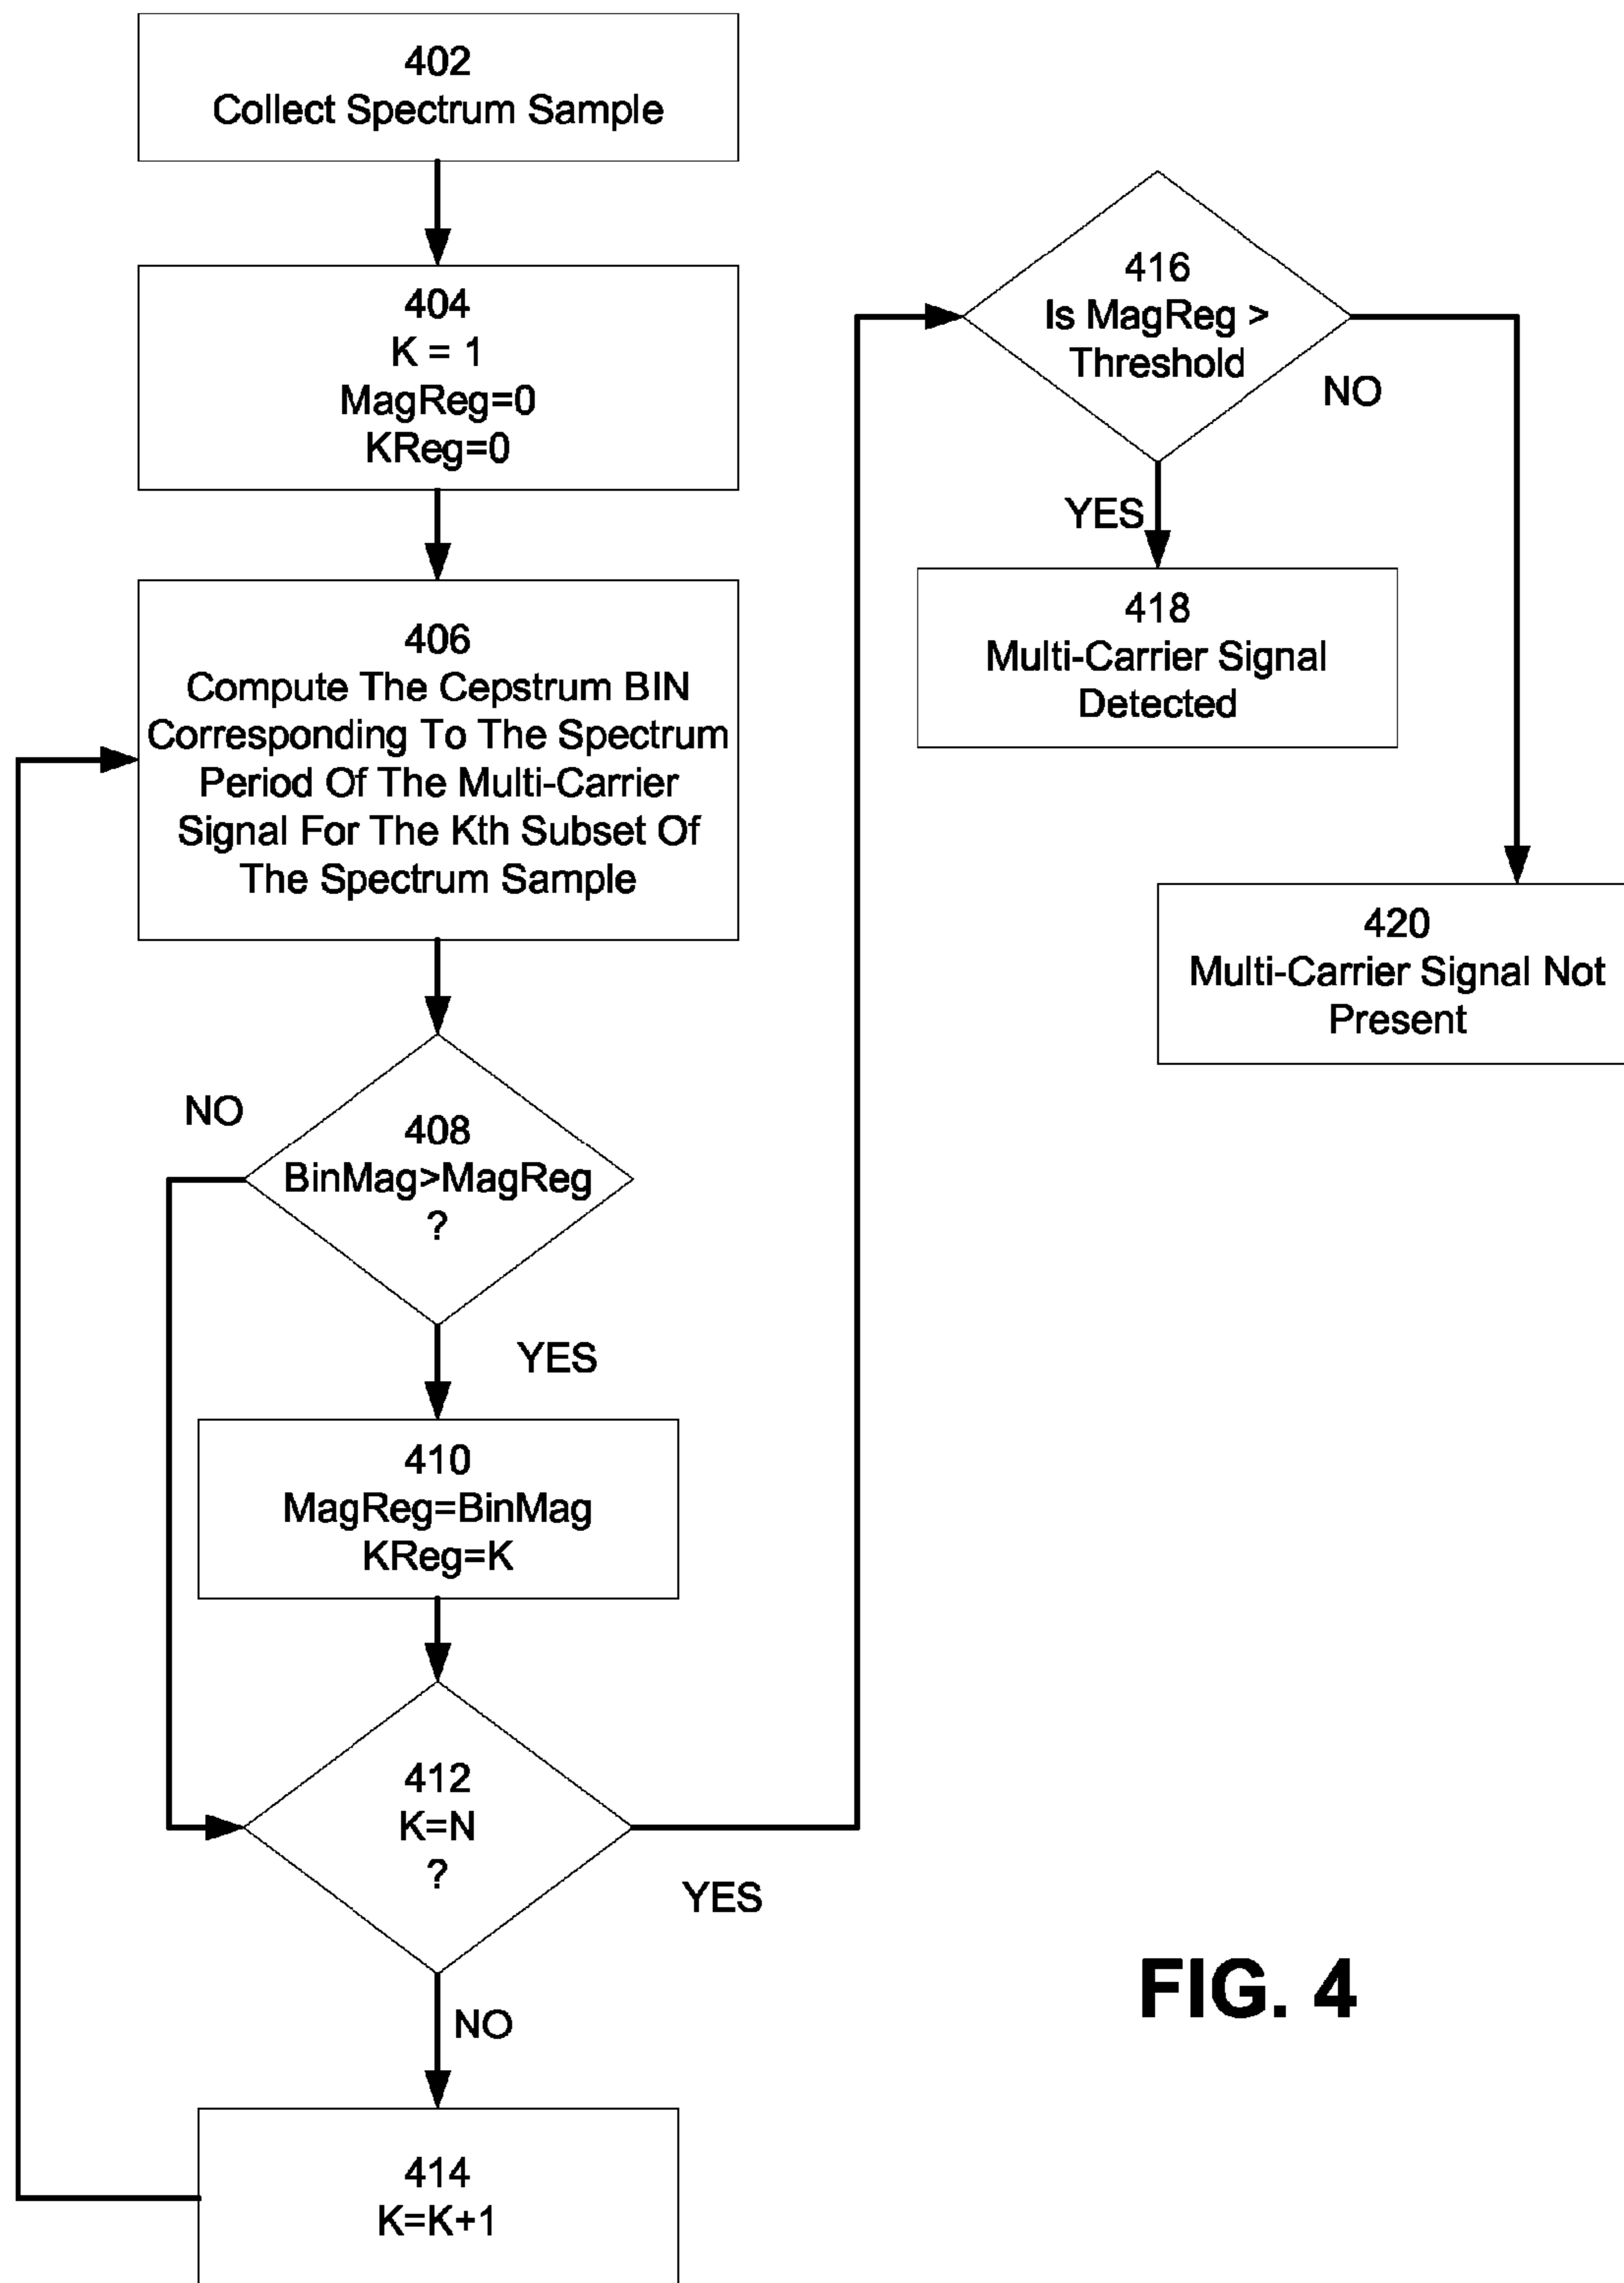 402
Collect Spectrum Sample
404
K = 1
MagReg=0
KReg=0
406
Compute The Cepstrum BIN
Corresponding To The Spectrum
Period Of The Multi-Carrier
Signal For The Kth Subset Of
The Spectrum Sample
NO
408
BinMag>MagReg
?
YES
410
MagReg=BinMag
KReg=K
412
K=N
?
YES
NO
414
K=K+1
416
Is MagReg >
Threshold
NO
YES
418
Multi-Carrier Signal
Detected
420
Multi-Carrier Signal Not
Present
FIG. 4